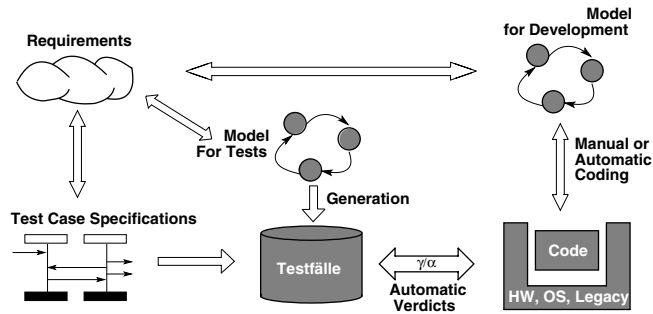 Model
for Development
Requirements
Model
For Tests
Manual or
Automatic
Coding
Generation
Test Case Specifications
Testfälle
γ/α
Automatic
Verdicts
Code
HW, OS, Legacy